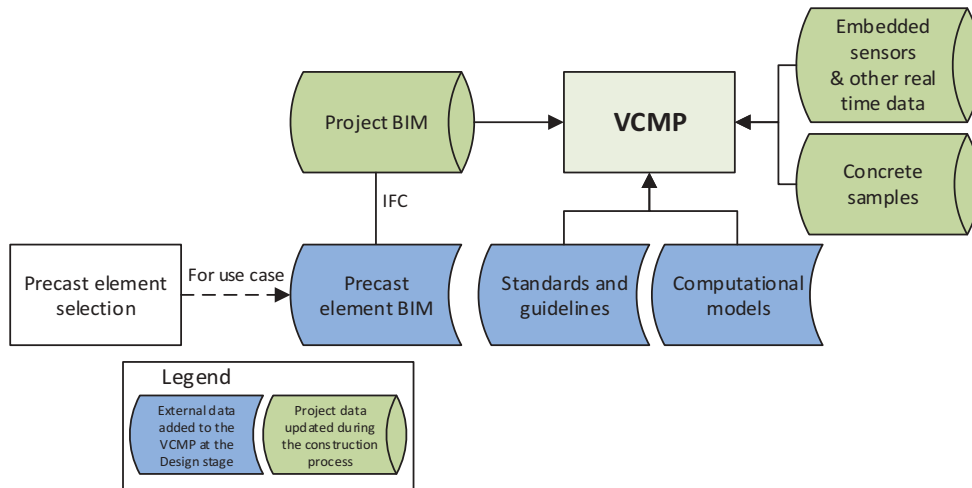 Embedded
sensors
& other real
time data
Project BIM
VCMP
Concrete
samples
IFC
Precast element
selection
For use case
Precast
element BIM
Standards and
guidelines
Computational
models
Legend
External data
added to the
VCMP at the
Design stage
Project data
updated during
the construction
process